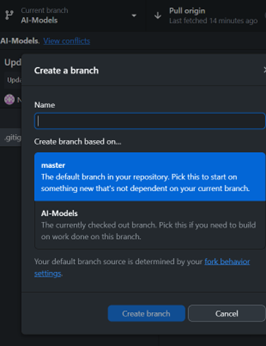 Current branch
AI-Models
Pull origin
Last fetched 14 minutes ago
AI-Models. View conflicts
Create a branch
Name
Create branch based on...
master
The default branch in your repository. Pick this to start on
something new that's not dependent on your current branch.
AI-Models
The currently checked out branch. Pick this if you need to build
on work done on this branch.
Your default branch source is determined by your fork behavior
settings.
Create branch
Cancel